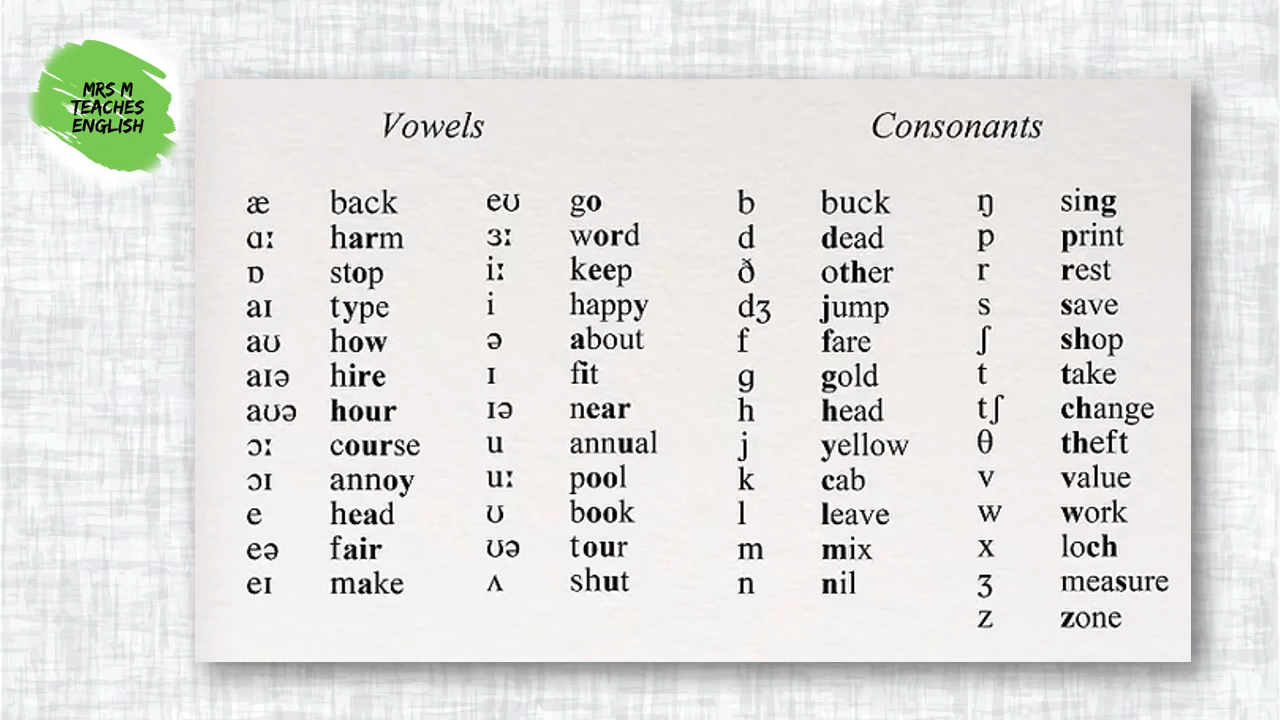 MRS M
TEACHES
ENGLISH
Vowels
Consonants
æ back eʊ go b buck ŋ sing
ɑː harm ɜː word d dead p print
ɒ stop iː keep ð other r rest
aɪ type i happy dʒ jump s save
aʊ how ə about f fare ʃ shop
aɪə hire ɪ fit g gold t take
aʊə hour ɪə near h head tʃ change
ɔː course u annual j yellow θ theft
ɔɪ annoy uː pool k cab v value
e head ʊ book l leave w work
eə fair ʊə tour m mix x loch
eɪ make ʌ shut n nil ʒ measure
z zone